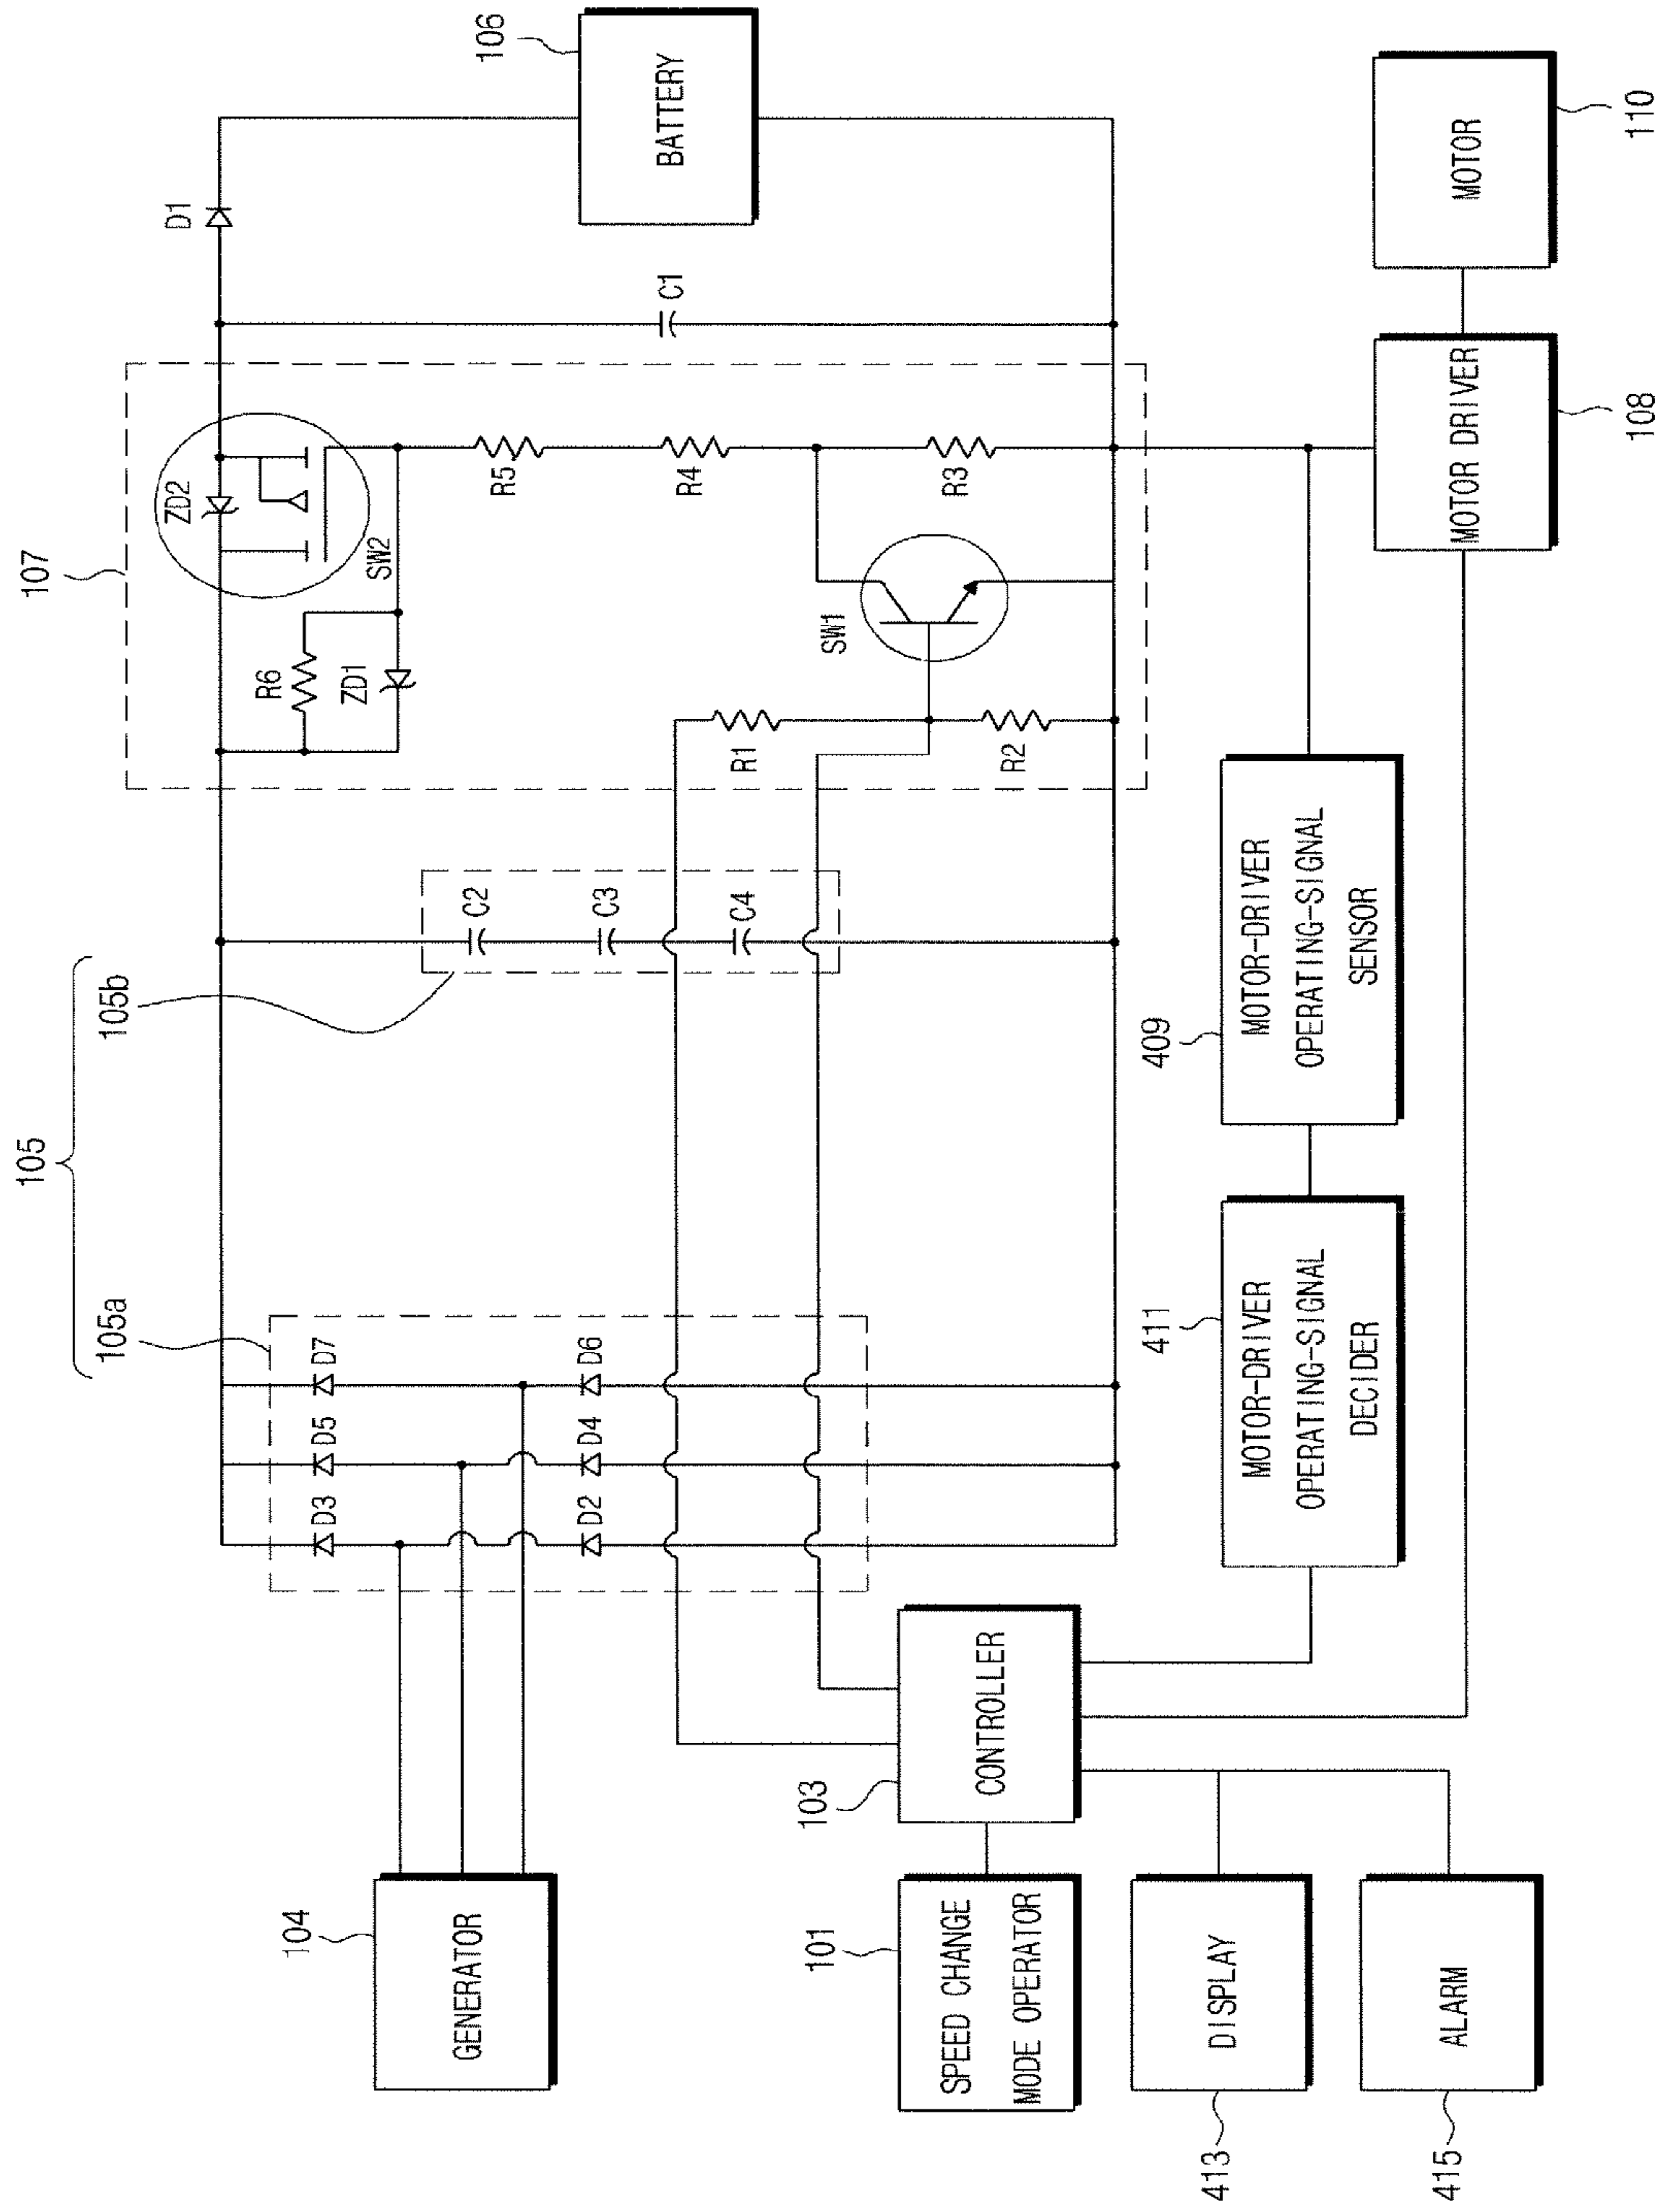 105
105a
105b
107
D3
D5
D7
D2
D4
D6
C2
C3
C4
R6
ZD1
SW2
ZD2
D1
R1
R2
SW1
R5
R4
R3
C1
106
BATTERY
104
GENERATOR
101
SPEED CHANGE
MODE OPERATOR
103
CONTROLLER
413
DISPLAY
415
ALARM
411
MOTOR-DRIVER
OPERATING-SIGNAL
DECIDER
409
MOTOR-DRIVER
OPERATING-SIGNAL
SENSOR
MOTOR DRIVER
108
MOTOR
110